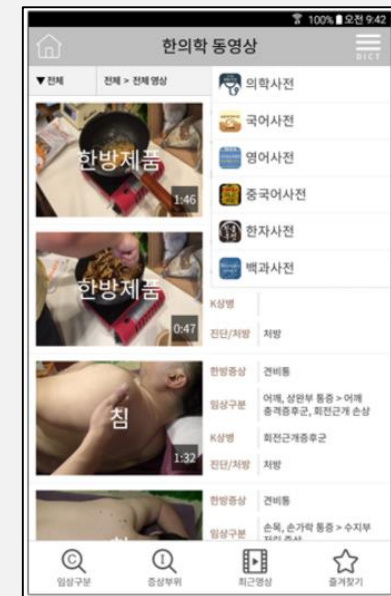 100% 오전 9:42
한의학 동영상
DICT
▼전체 전체 > 전체 영상
의학사전
국어사전
영어사전
중국어사전
한자사전
백과사전
한방제품
1:46
한방제품
0:47
K상병
진단/처방 처방
침
1:32
한방증상 견비통
임상구분 어깨, 상완부 통증 > 어깨
충격증후군, 회전근개 손상
K상병 회전근개증후군
진단/처방 처방
한방증상 견비통
임상구분 손목, 손가락 통증 > 수지부
임상구분 증상부위 최근영상 즐겨찾기